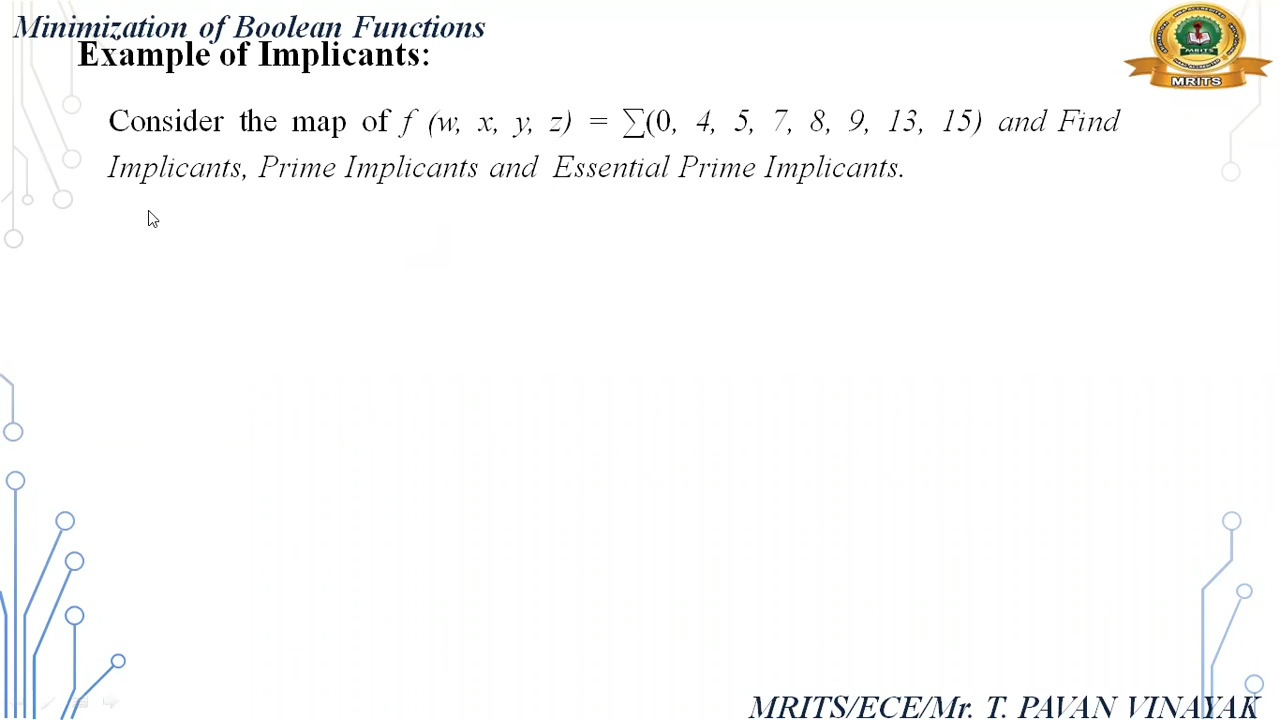 Minimization of Boolean Functions
Example of Implicants:
MRITS
Consider the map of f (w, x, y, z) = ∑(0, 4, 5, 7, 8, 9, 13, 15) and Find
Implicants, Prime Implicants and Essential Prime Implicants.
MRITS/ECE/Mr. T. PAVAN VINAYAK